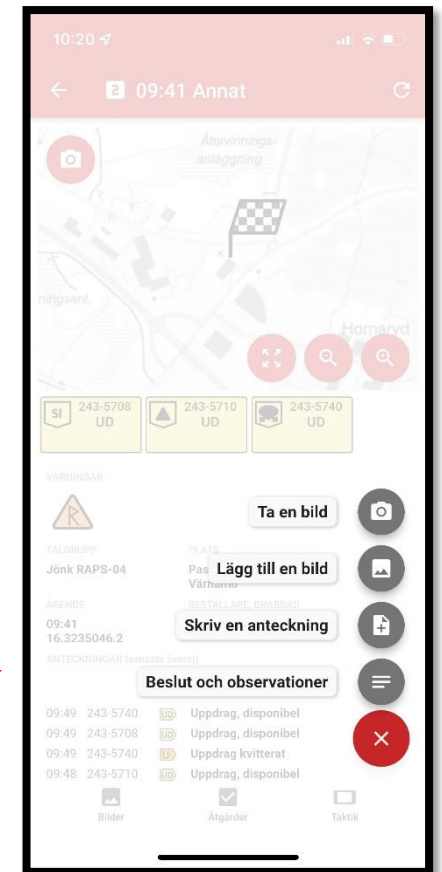 10:20
2 09:41 Annat
Återvinnings-
anläggning
ningsanl.
Hornaryd
SI 243-5708
UD
243-5710
UD
243-5740
UD
VARNINGAR
R
Ta en bild
TALGRUPP
PLATS
Jönk RAPS-04
Värnamo
Lägg till en bild
ÄRENDE
BESTÄLLARE, DRABBAD
09:41
16.3235046.2
Skriv en anteckning
ANTECKNINGAR (senaste överst)
Beslut och observationer
09:49 243-5740 UD Uppdrag, disponibel
09:49 243-5708 UD Uppdrag, disponibel
09:49 243-5740 U Uppdrag kvitterat
09:48 243-5710 UD Uppdrag, disponibel
Bilder
Åtgärder
Taktik